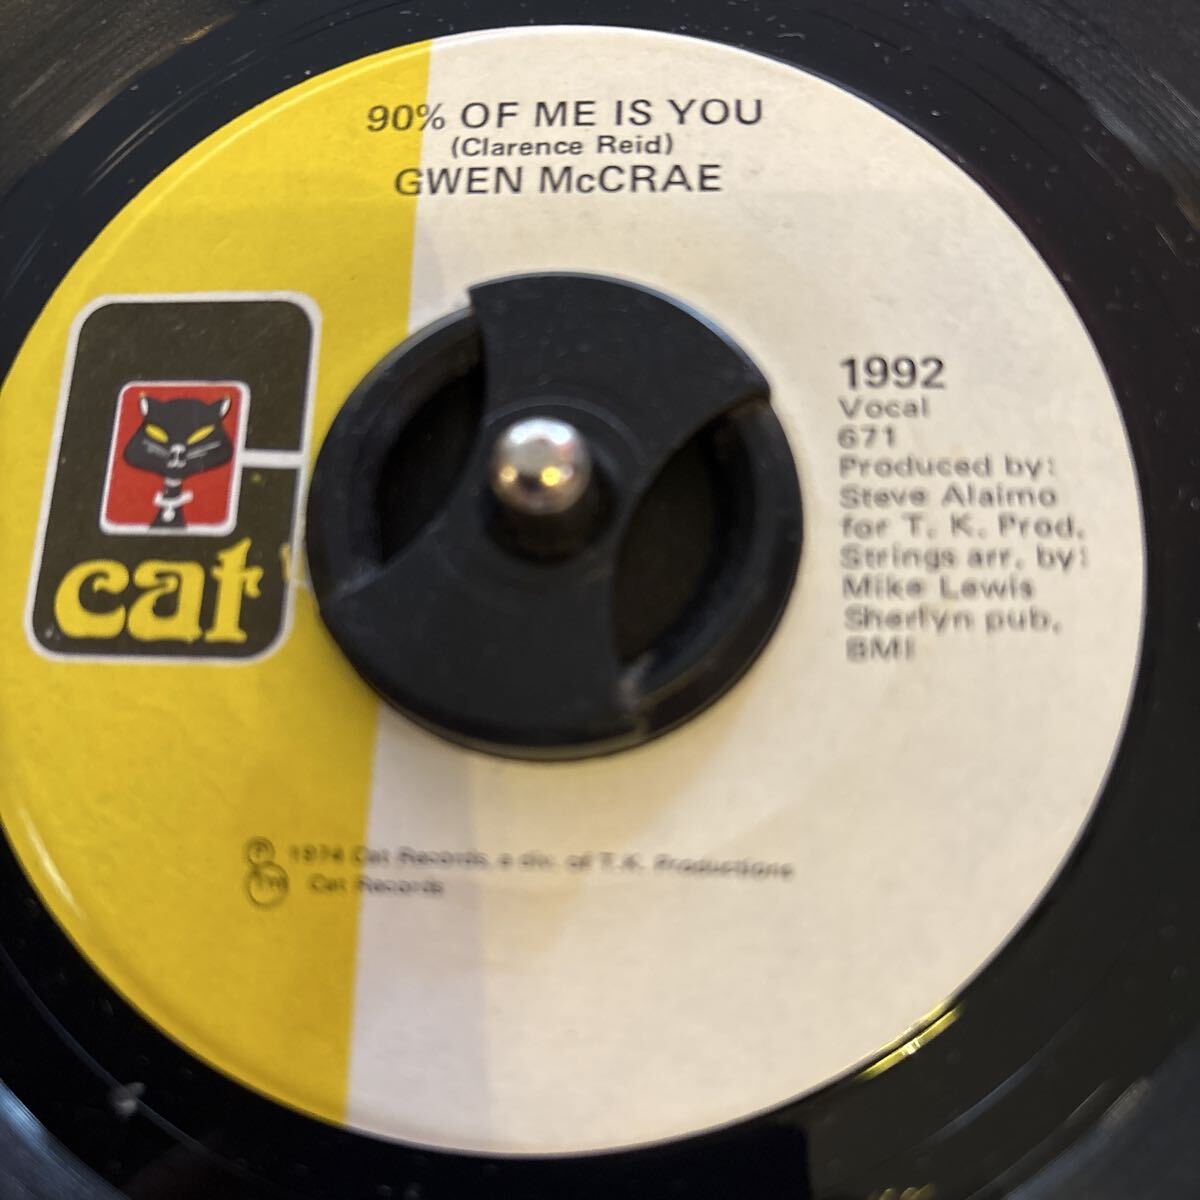 90% OF ME IS YOU
(Clarence Reid)
GWEN McCRAE
1992
Vocal
671
Produced by:
Steve Alaimo
for T. K. Prod.
Strings arr. by:
Mike Lewis
Sherlyn pub.
BMI
cat
Ⓟ 1974 Cat Records, a div. of T.K. Productions
TM Cat Records